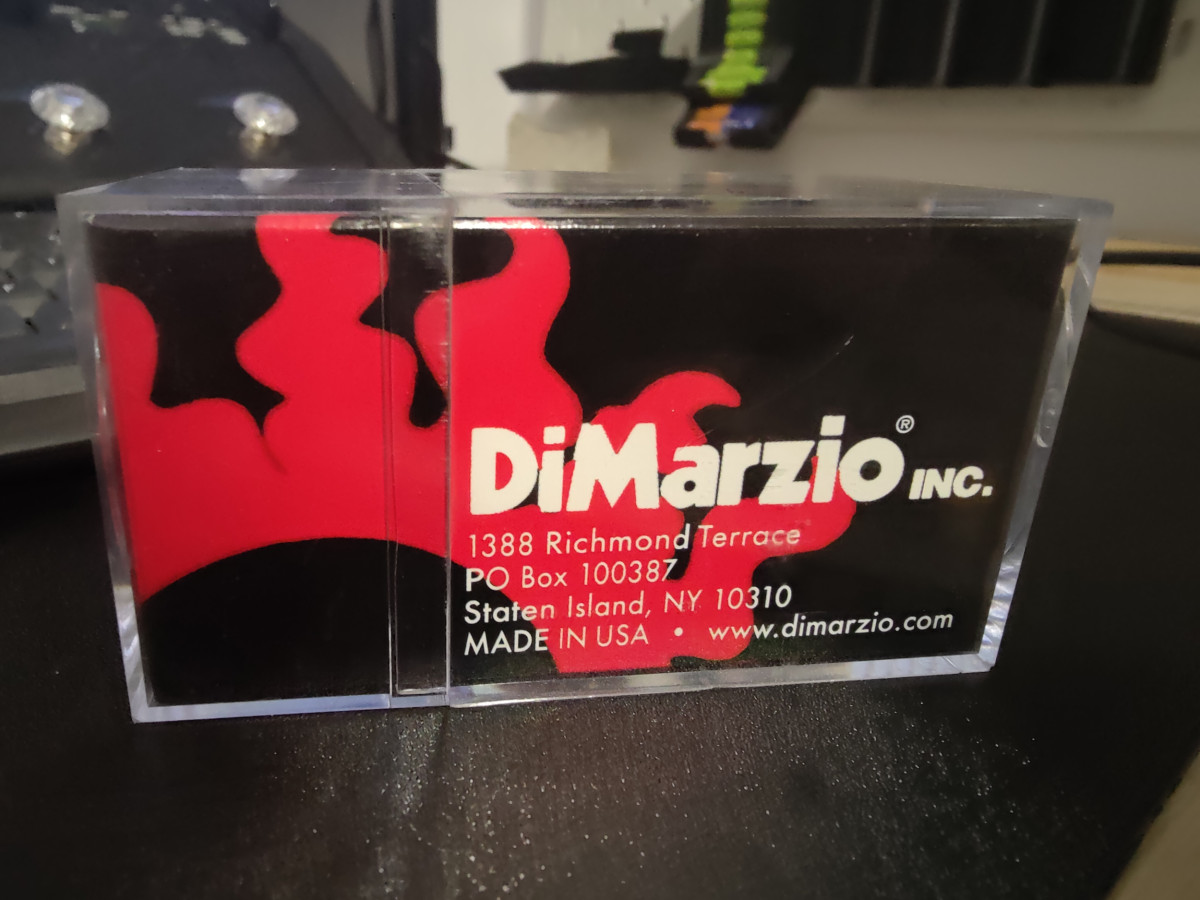 DiMarzio® INC.
1388 Richmond Terrace
PO Box 100387
Staten Island, NY 10310
MADE IN USA • www.dimarzio.com